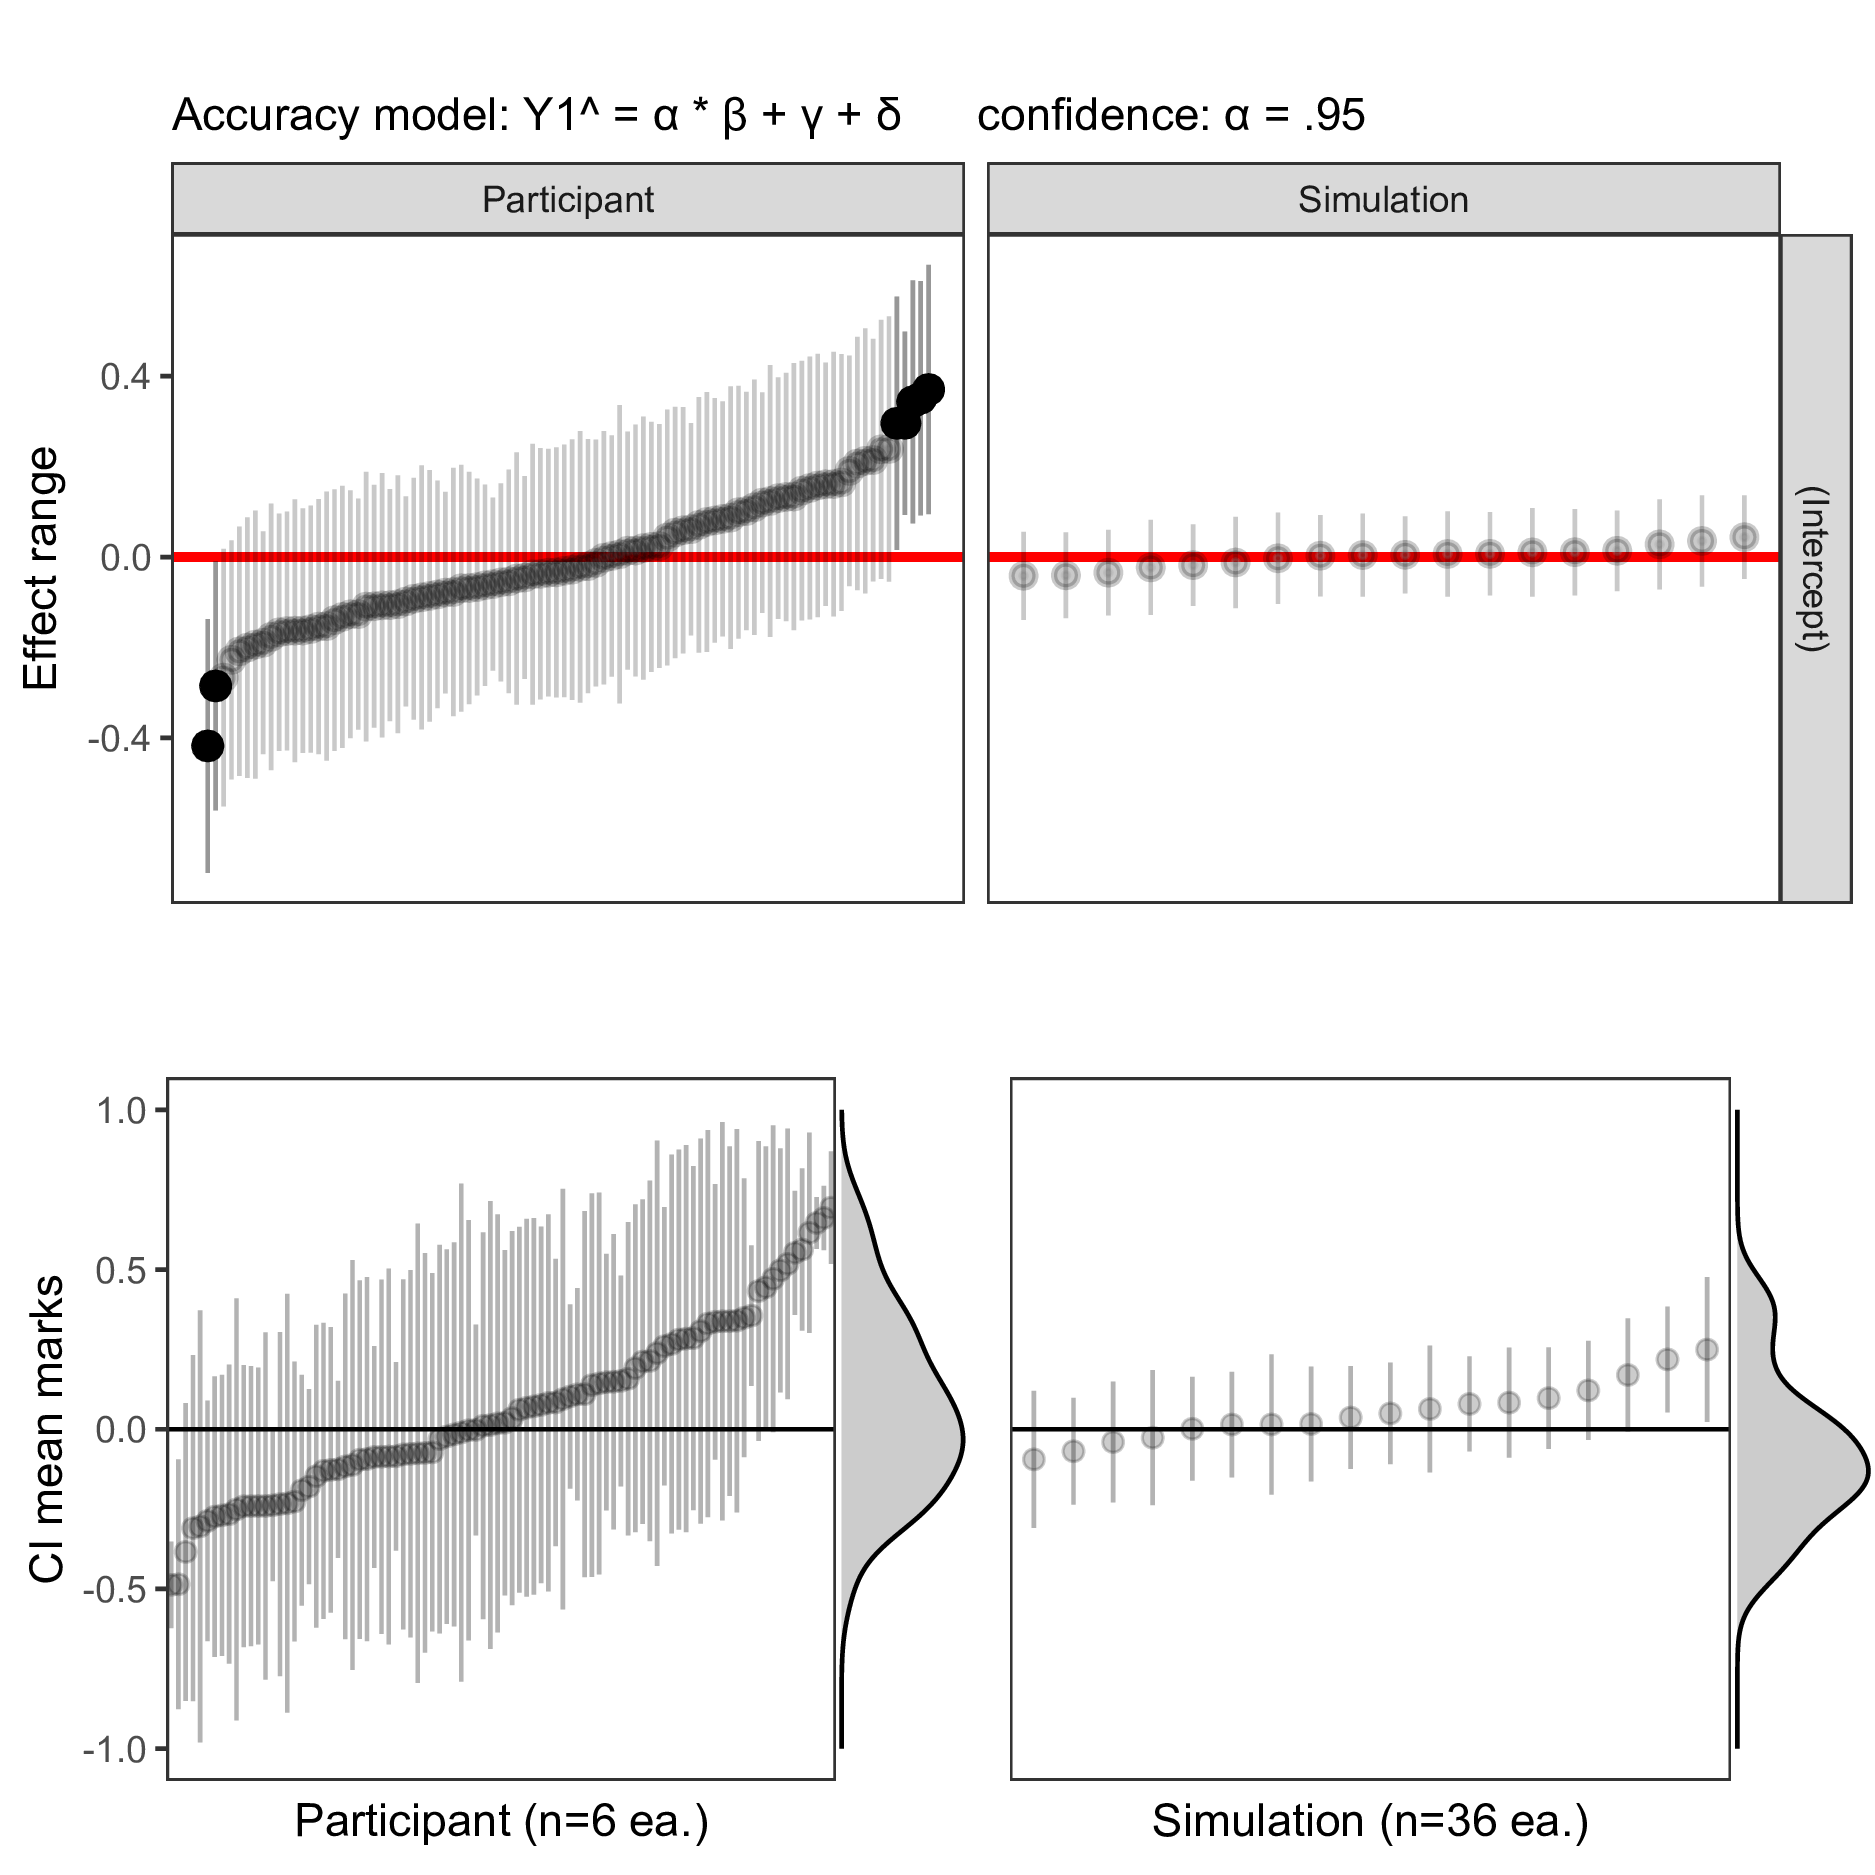 Accuracy model: Y1^ = α * β + γ + δ confidence: α = .95
Participant
Simulation
Effect range
0.4
0.0
-0.4
(Intercept)
CI mean marks
1.0
0.5
0.0
-0.5
-1.0
Participant (n=6 ea.)
Simulation (n=36 ea.)